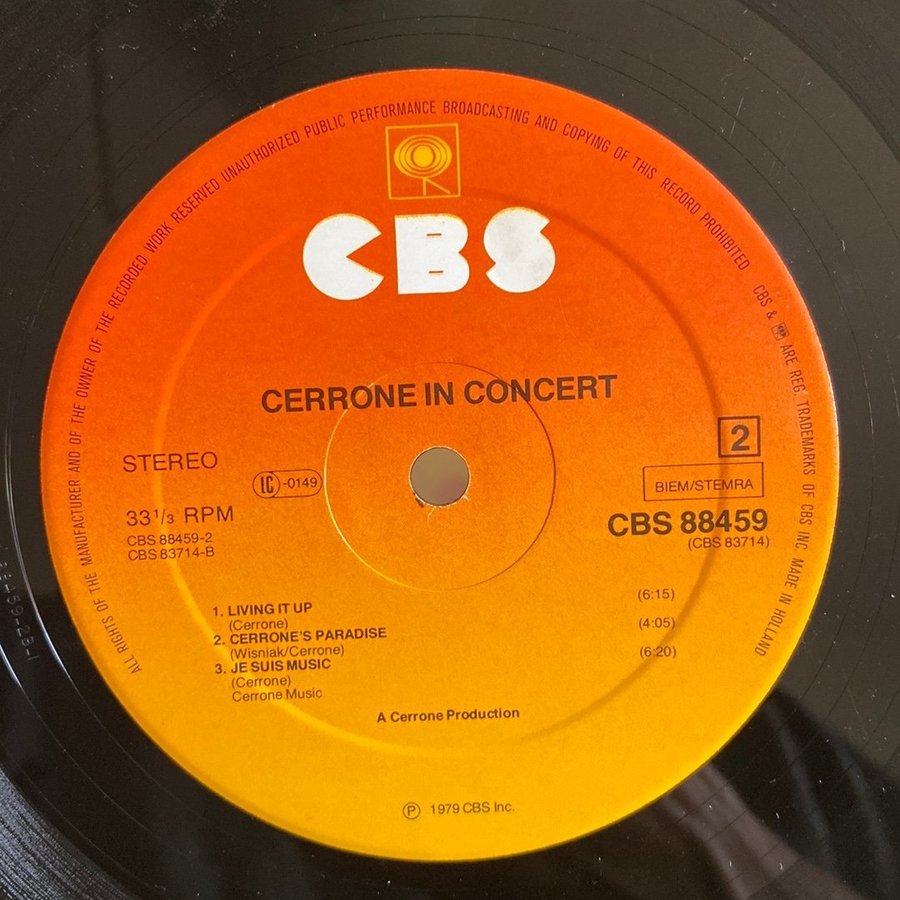 ALL RIGHTS OF THE MANUFACTURER AND OF THE OWNER OF THE RECORDED WORK RESERVED UNAUTHORIZED PUBLIC PERFORMANCE BROADCASTING AND COPYING OF THIS RECORD PROHIBITED
CBS & ARE REG. TRADEMARKS OF CBS INC. MADE IN HOLLAND
CBS
CERRONE IN CONCERT
2
STEREO
LC -0149
BIEM/STEMRA
33 1/3 RPM
CBS 88459
CBS 88459-2
(CBS 83714)
CBS 83714-B
1. LIVING IT UP (6:15)
(Cerrone)
2. CERRONE'S PARADISE (4:05)
(Wisniak/Cerrone)
3. JE SUIS MUSIC (6:20)
(Cerrone)
Cerrone Music
A Cerrone Production
Ⓟ 1979 CBS Inc.